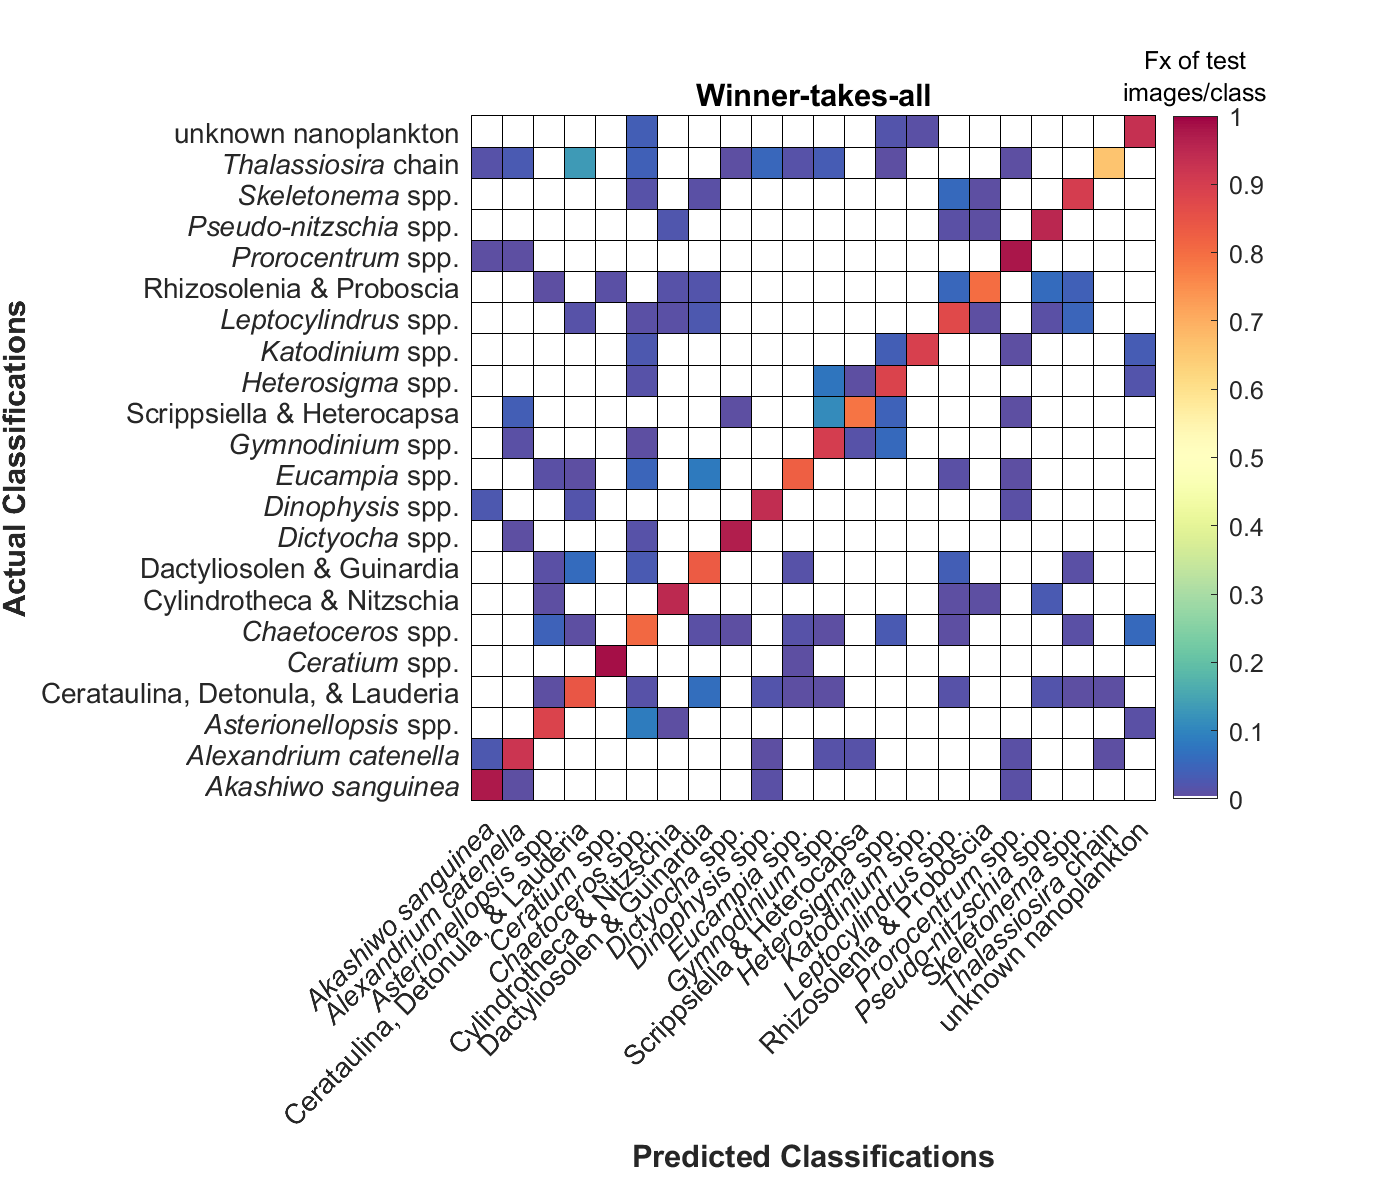 Fx of test
images/class
Winner-takes-all
1
0.9
0.8
0.7
0.6
0.5
0.4
0.3
0.2
0.1
0
Actual Classifications
unknown nanoplankton
Thalassiosira chain
Skeletonema spp.
Pseudo-nitzschia spp.
Prorocentrum spp.
Rhizosolenia & Proboscia
Leptocylindrus spp.
Katodinium spp.
Heterosigma spp.
Scrippsiella & Heterocapsa
Gymnodinium spp.
Eucampia spp.
Dinophysis spp.
Dictyocha spp.
Dactyliosolen & Guinardia
Cylindrotheca & Nitzschia
Chaetoceros spp.
Ceratium spp.
Cerataulina, Detonula, & Lauderia
Asterionellopsis spp.
Alexandrium catenella
Akashiwo sanguinea
Akashiwo sanguinea
Alexandrium catenella
Asterionellopsis spp.
Cerataulina, Detonula, & Lauderia
Ceratium spp.
Chaetoceros spp.
Cylindrotheca & Nitzschia
Dactyliosolen & Guinardia
Dictyocha spp.
Dinophysis spp.
Eucampia spp.
Gymnodinium spp.
Scrippsiella & Heterocapsa
Heterosigma spp.
Katodinium spp.
Leptocylindrus spp.
Rhizosolenia & Proboscia
Prorocentrum spp.
Pseudo-nitzschia spp.
Skeletonema spp.
Thalassiosira chain
unknown nanoplankton
Predicted Classifications